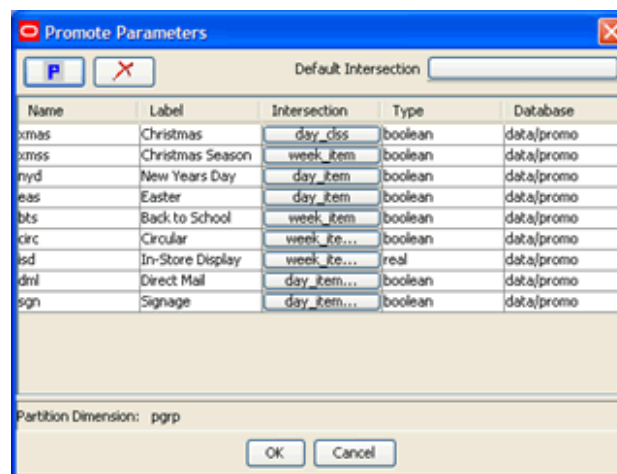 Promote Parameters
P Default Intersection
Name Label Intersection Type Database
xmas Christmas day_clss boolean data/promo
xmss Christmas Season week_item boolean data/promo
nyd New Years Day day_item boolean data/promo
eas Easter day_item boolean data/promo
bts Back to School week_item boolean data/promo
circ Circular week_ite... boolean data/promo
isd In-Store Display week_ite... real data/promo
dml Direct Mail day_item... boolean data/promo
sgn Signage day_item... boolean data/promo
Partition Dimension: pgrp
OK Cancel